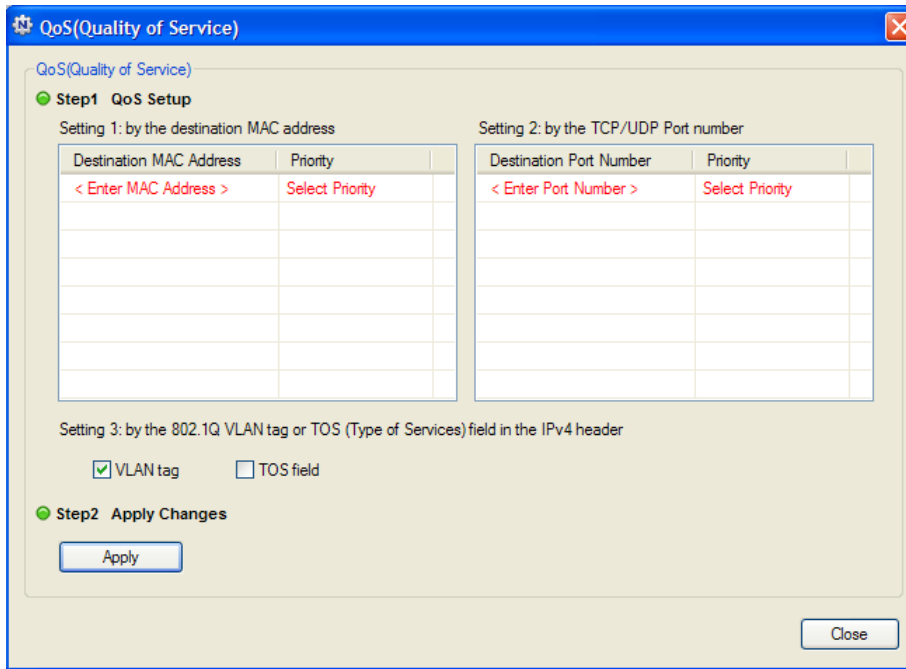 QoS(Quality of Service)
QoS(Quality of Service)
Step1 QoS Setup
Setting 1: by the destination MAC address
Destination MAC Address Priority
< Enter MAC Address > Select Priority
Setting 2: by the TCP/UDP Port number
Destination Port Number Priority
< Enter Port Number > Select Priority
Setting 3: by the 802.1Q VLAN tag or TOS (Type of Services) field in the IPv4 header
VLAN tag TOS field
Step2 Apply Changes
Apply
Close